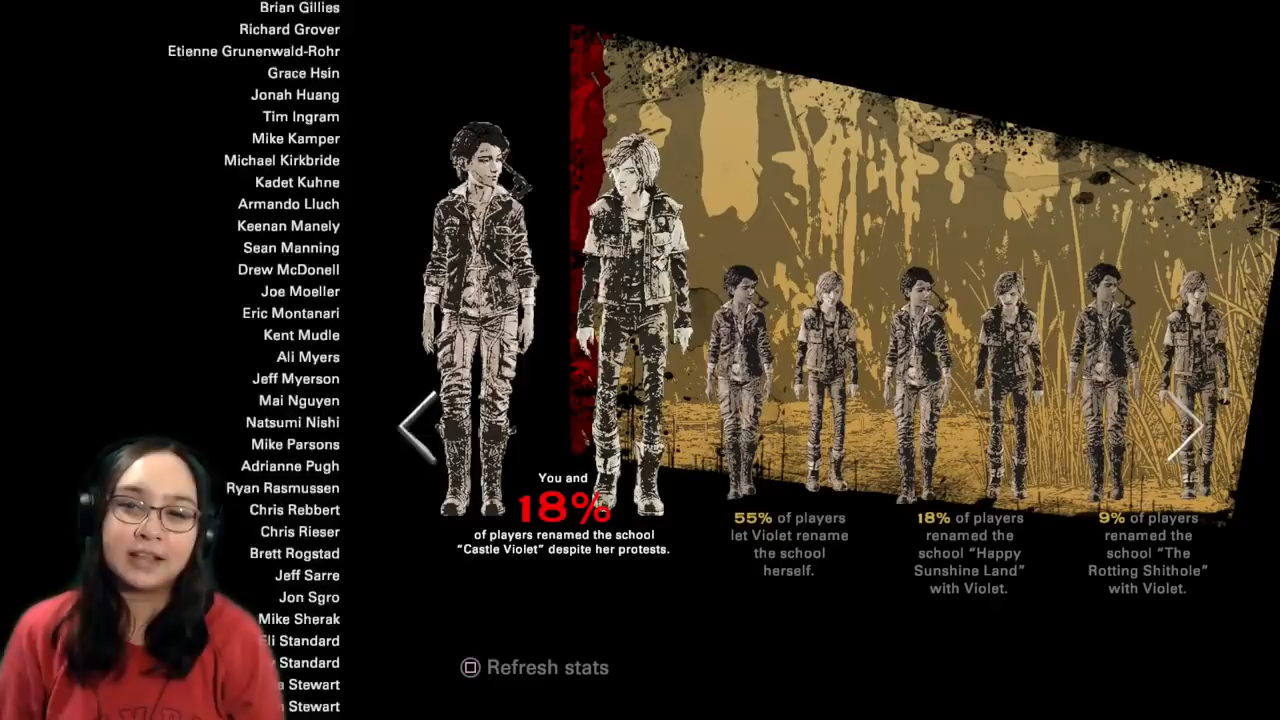 Brian Gillies
Richard Grover
Etienne Grunenwald-Rohr
Grace Hsin
Jonah Huang
Tim Ingram
Mike Kamper
Michael Kirkbride
Kadet Kuhne
Armando Lluch
Keenan Manely
Sean Manning
Drew McDonell
Joe Moeller
Eric Montanari
Kent Mudle
Ali Myers
Jeff Myerson
Mai Nguyen
Natsumi Nishi
Mike Parsons
Adrianne Pugh
Ryan Rasmussen
Chris Rebbert
Chris Rieser
Brett Rogstad
Jeff Sarre
Jon Sgro
Mike Sherak
Standard
Standard
Stewart
Stewart
You and
18%
of players renamed the school
"Castle Violet" despite her protests.
55% of players
let Violet rename
the school
herself.
18% of players
renamed the
school "Happy
Sunshine Land"
with Violet.
9% of players
renamed the
school "The
Rotting Shithole"
with Violet.
Refresh stats